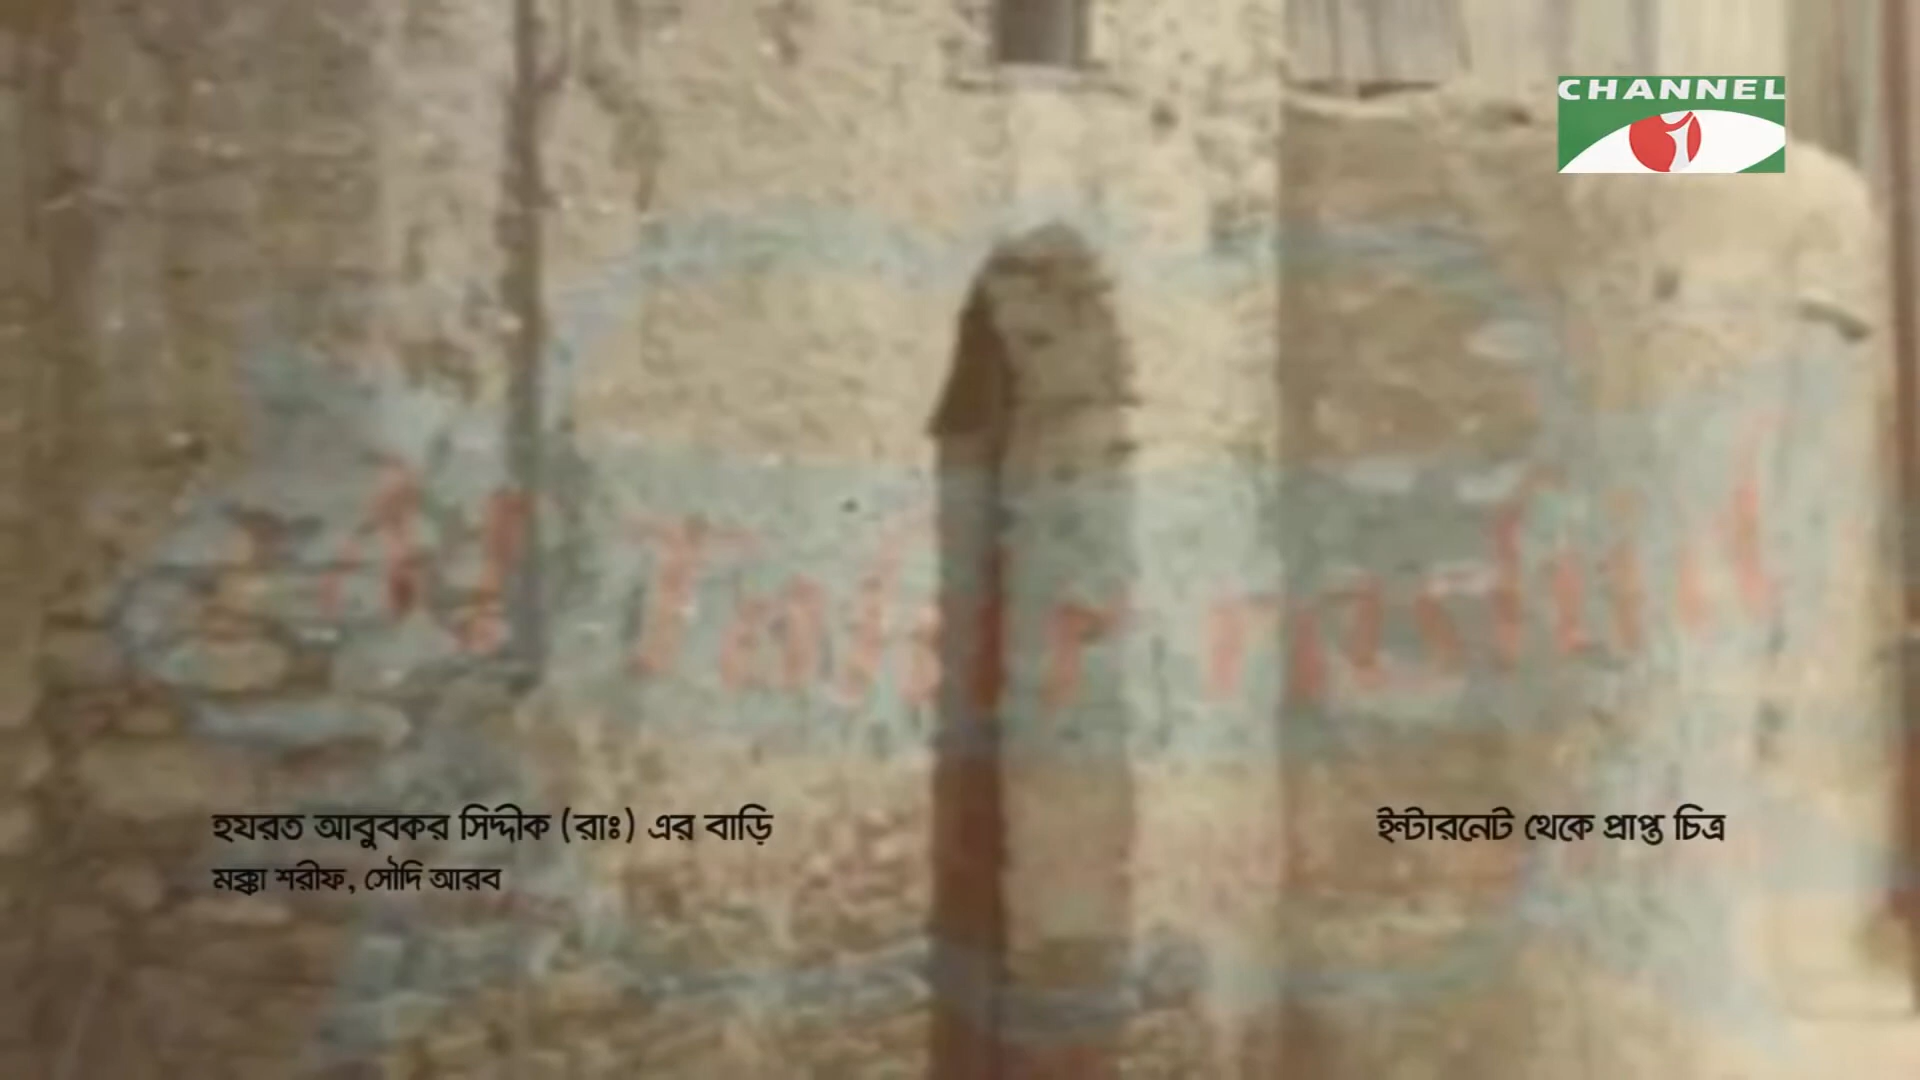 CHANNEL i
হযরত আবুবকর সিদ্দীক (রাঃ) এর বাড়ি
মক্কা শরীফ, সৌদি আরব
ইন্টারনেট থেকে প্রাপ্ত চিত্র